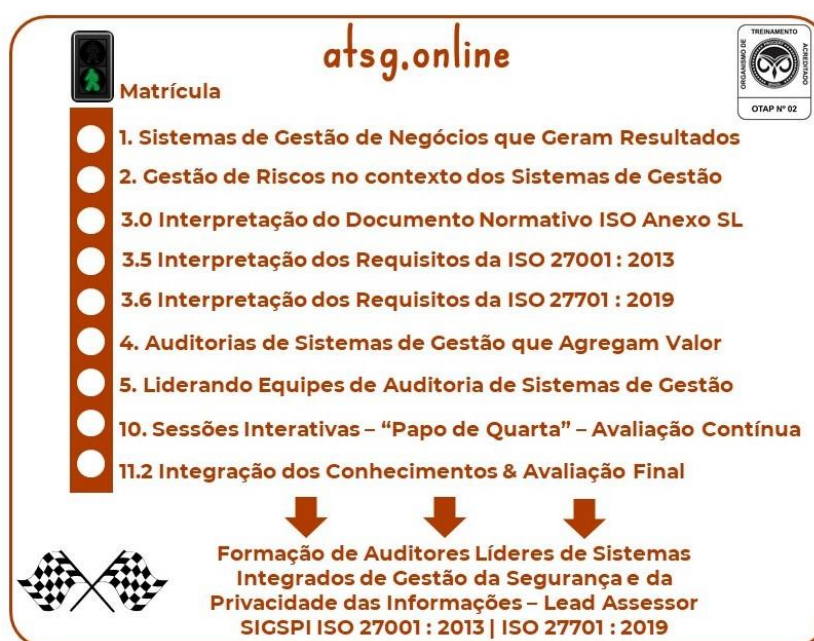 atsg.online
TREINAMENTO
ORGANISMO DE
ACREDITADO
OTAP Nº 02
Matrícula
1. Sistemas de Gestão de Negócios que Geram Resultados
2. Gestão de Riscos no contexto dos Sistemas de Gestão
3.0 Interpretação do Documento Normativo ISO Anexo SL
3.5 Interpretação dos Requisitos da ISO 27001 : 2013
3.6 Interpretação dos Requisitos da ISO 27701 : 2019
4. Auditorias de Sistemas de Gestão que Agregam Valor
5. Liderando Equipes de Auditoria de Sistemas de Gestão
10. Sessões Interativas – “Papo de Quarta” – Avaliação Contínua
11.2 Integração dos Conhecimentos & Avaliação Final
Formação de Auditores Líderes de Sistemas
Integrados de Gestão da Segurança e da
Privacidade das Informações – Lead Assessor
SIGSPI ISO 27001 : 2013 | ISO 27701 : 2019